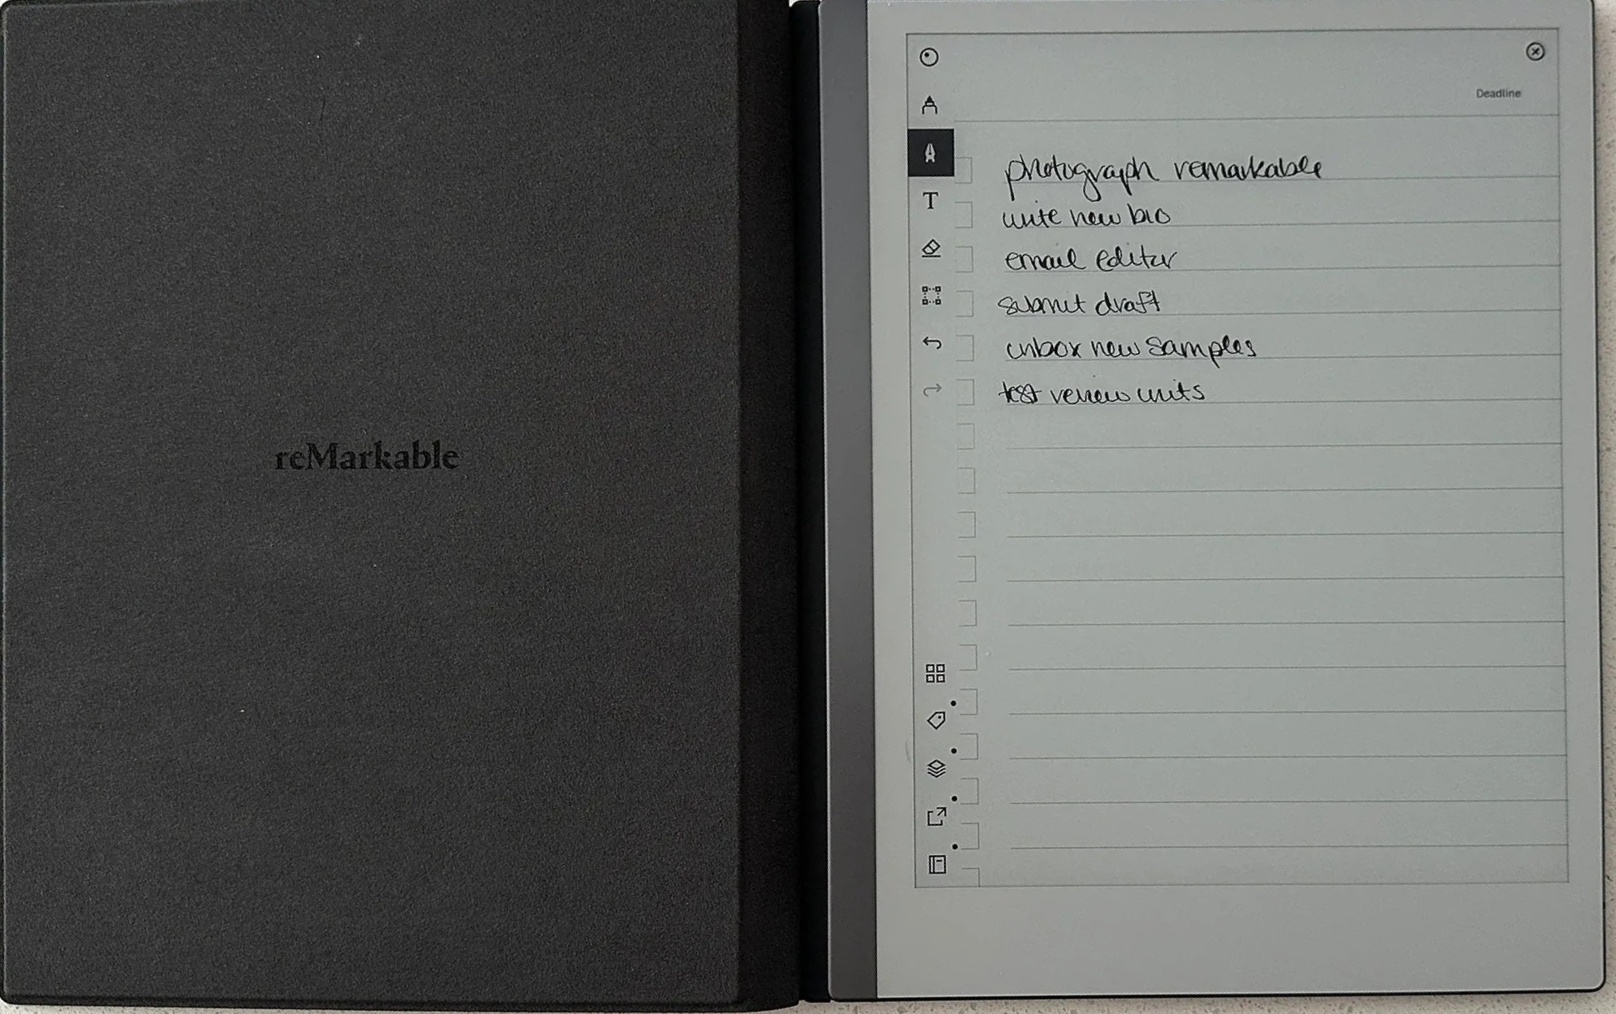 reMarkable
Deadline
photograph remarkable
write new bio
email editor
submit draft
unbox new samples
test review units
T